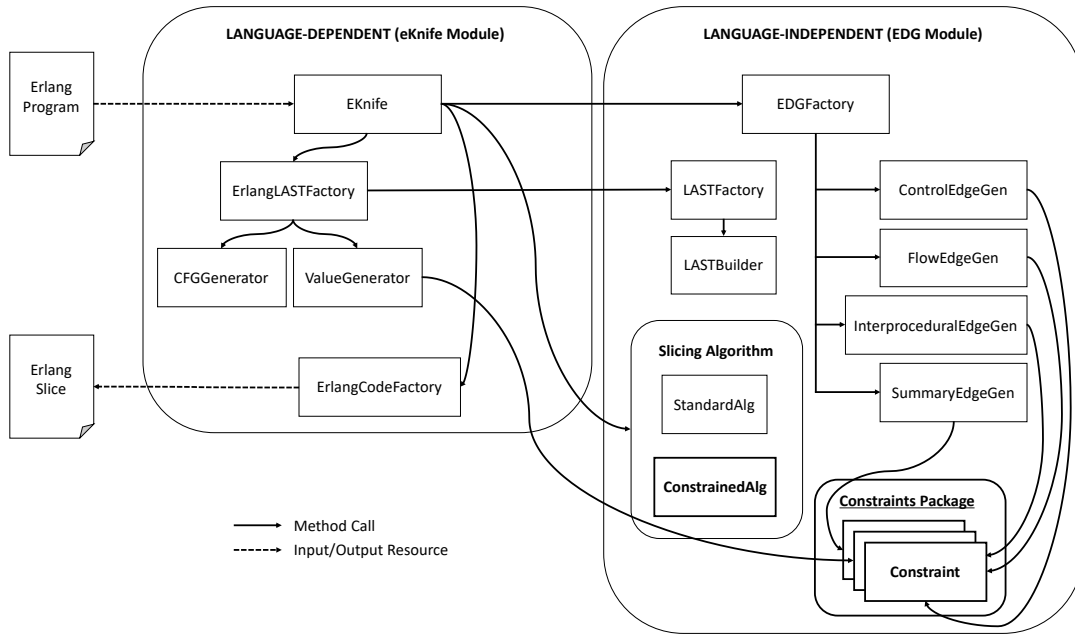 LANGUAGE-DEPENDENT (eKnife Module)
LANGUAGE-INDEPENDENT (EDG Module)
Erlang
Program
EKnife
EDGFactory
ErlangLASTFactory
LASTFactory
ControlEdgeGen
CFGGenerator
ValueGenerator
LASTBuilder
FlowEdgeGen
InterproceduralEdgeGen
Erlang
Slice
ErlangCodeFactory
Slicing Algorithm
StandardAlg
SummaryEdgeGen
ConstrainedAlg
Constraints Package
Constraint
Method Call
Input/Output Resource